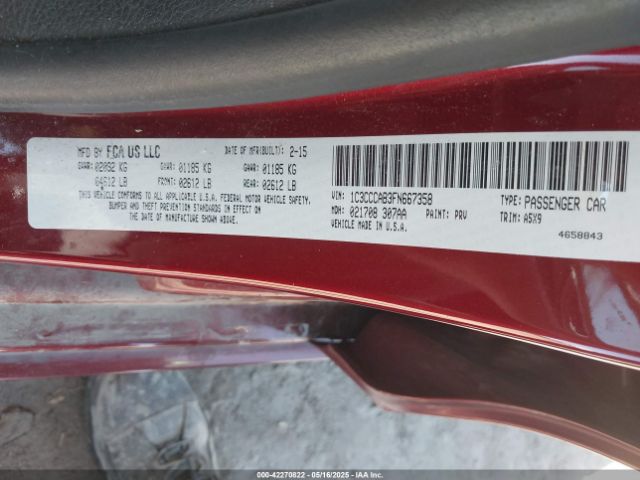 MFD BY FCA US LLC DATE OF MFR(BUILT): 2-15
GVWR: 02052 KG GAWR: 01185 KG GAWR: 01185 KG
04512 LB FRONT: 02612 LB REAR: 02612 LB
THIS VEHICLE CONFORMS TO ALL APPLICABLE U.S.A. FEDERAL MOTOR VEHICLE SAFETY,
BUMPER AND THEFT PREVENTION STANDARDS IN EFFECT ON THE DATE
OF MANUFACTURE SHOWN ABOVE.
VIN: 1C3CCCAB3FN667358 TYPE: PASSENGER CAR
MDH: 021708 307AA PAINT: PRV TRIM: A5X9
VEHICLE MADE IN U.S.A.
4658843
000-42270822 - 05/16/2025 - © IAA Holdings, LLC